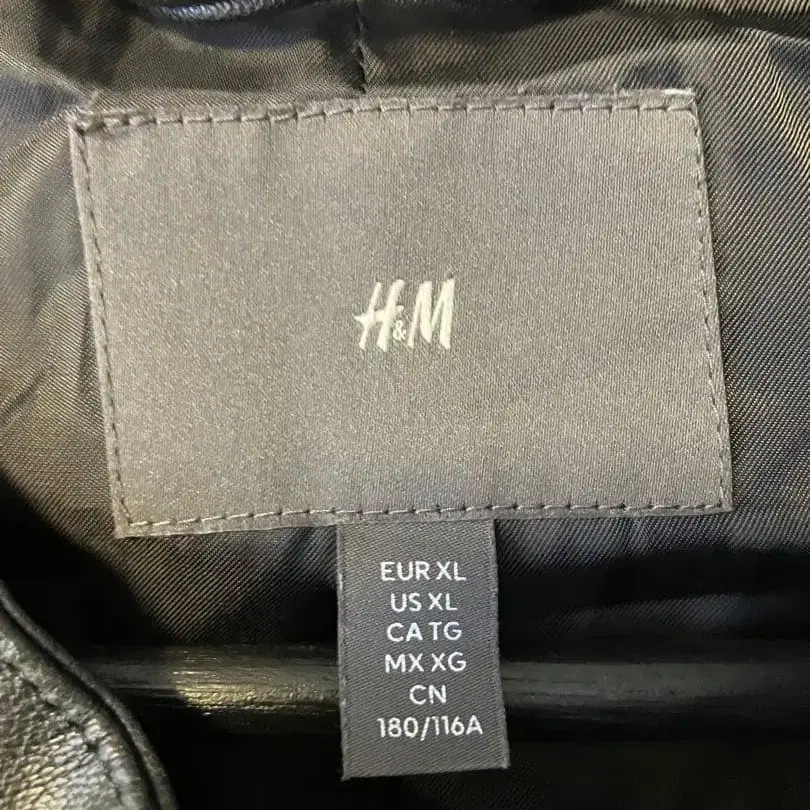 H&M
EUR XL
US XL
CA TG
MX XG
CN
180/116A